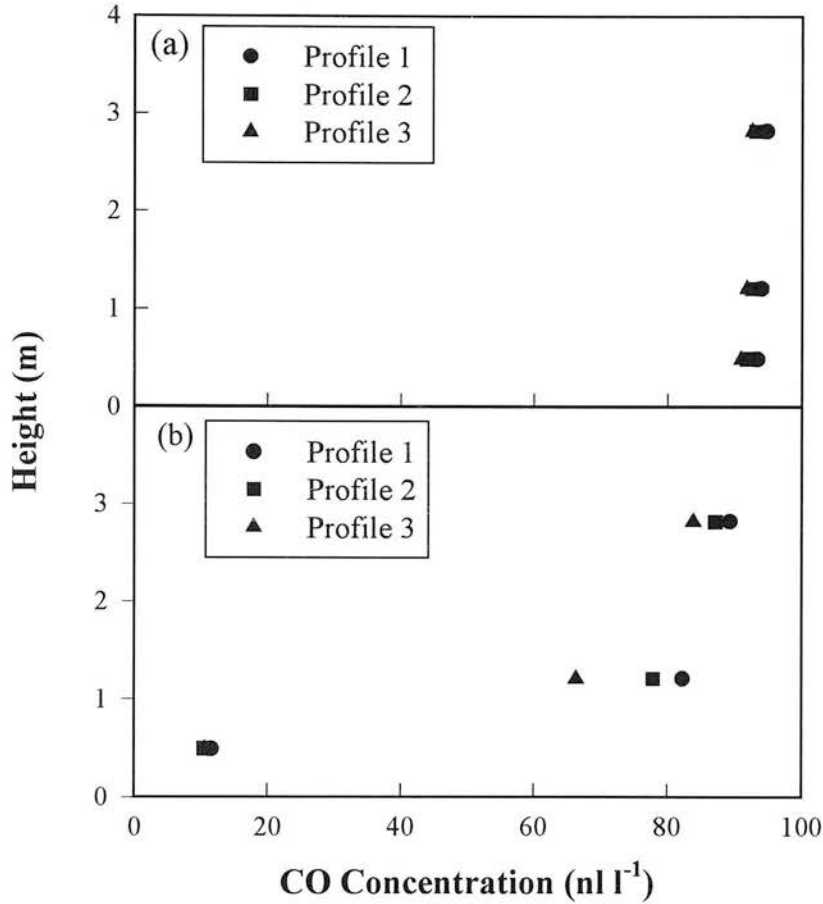 4
(a)
Profile 1
Profile 2
Profile 3
3
2
1
0
Height (m)
(b)
Profile 1
Profile 2
Profile 3
3
2
1
0
0 20 40 60 80 100
CO Concentration (nl l⁻¹)